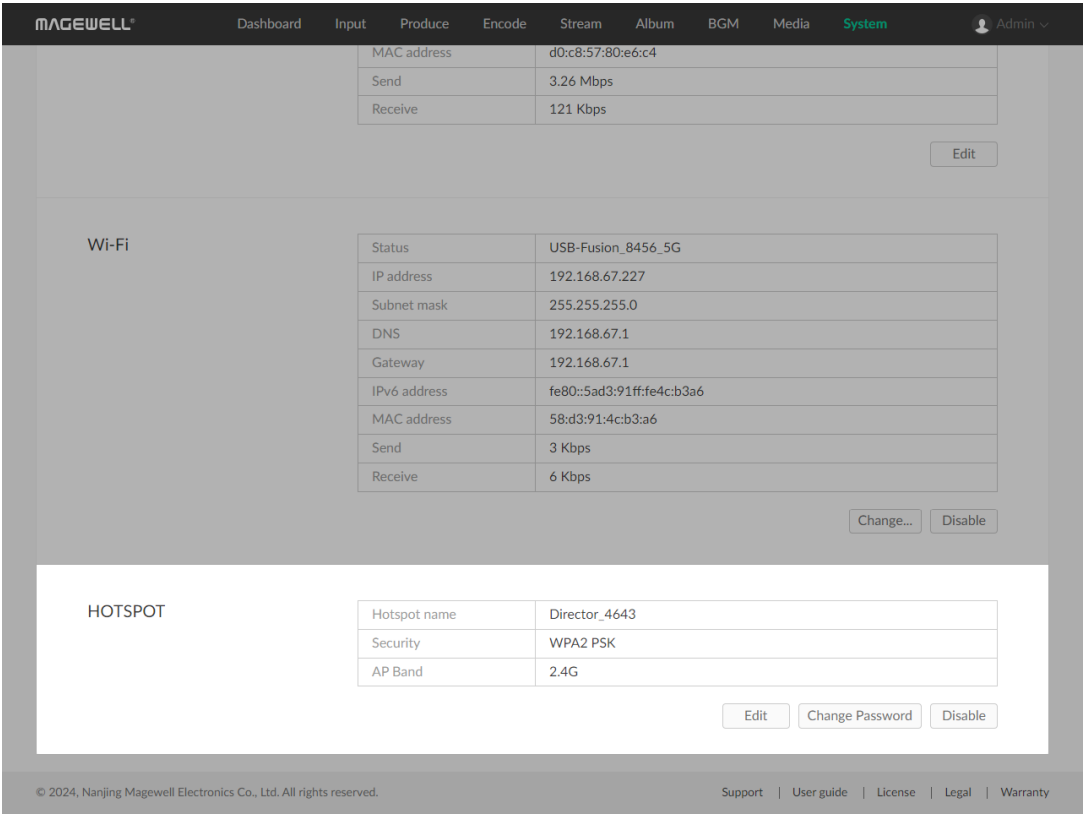 MAGEWELL® Dashboard Input Produce Encode Stream Album BGM Media System Admin
MAC address d0:c8:57:80:e6:c4
Send 3.26 Mbps
Receive 121 Kbps
Edit
Wi-Fi
Status USB-Fusion_8456_5G
IP address 192.168.67.227
Subnet mask 255.255.255.0
DNS 192.168.67.1
Gateway 192.168.67.1
IPv6 address fe80::5ad3:91ff:fe4c:b3a6
MAC address 58:d3:91:4c:b3:a6
Send 3 Kbps
Receive 6 Kbps
Change... Disable
HOTSPOT
Hotspot name Director_4643
Security WPA2 PSK
AP Band 2.4G
Edit Change Password Disable
© 2024, Nanjing Magewell Electronics Co., Ltd. All rights reserved. Support | User guide | License | Legal | Warranty